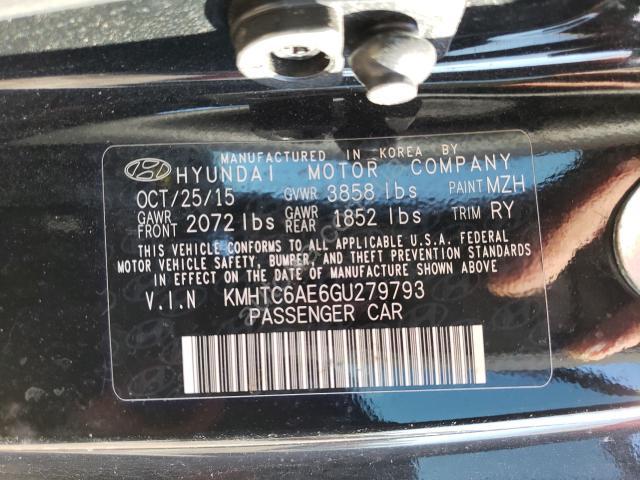 MANUFACTURED IN KOREA BY
HYUNDAI MOTOR COMPANY
OCT/25/15 GVWR 3858 lbs PAINT MZH
GAWR FRONT 2072 lbs GAWR REAR 1852 lbs TRIM RY
THIS VEHICLE CONFORMS TO ALL APPLICABLE U.S.A. FEDERAL
MOTOR VEHICLE SAFETY, BUMPER, AND THEFT PREVENTION STANDARDS
IN EFFECT ON THE DATE OF MANUFACTURE SHOWN ABOVE
V.I.N KMHTC6AE6GU279793
PASSENGER CAR